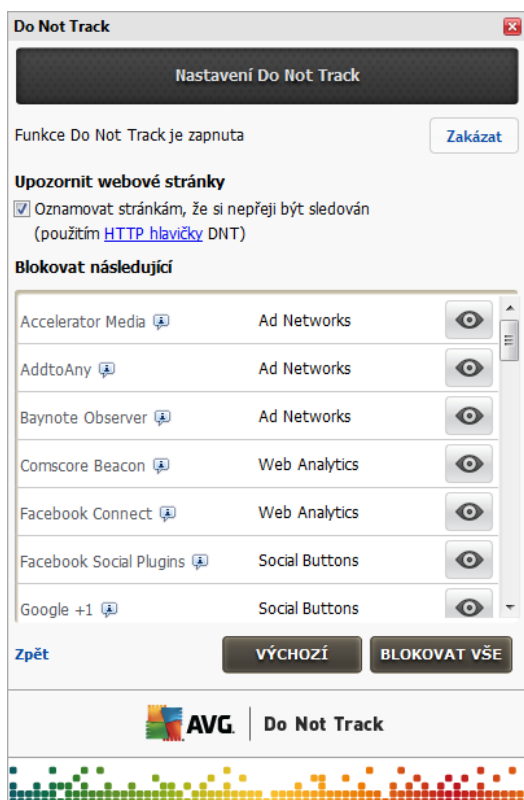 Do Not Track
Nastavení Do Not Track
Funkce Do Not Track je zapnuta
Zakázat
Upozornit webové stránky
Oznamovat stránkám, že si nepřeji být sledován
(použitím HTTP hlavičky DNT)
Blokovat následující
Accelerator Media Ad Networks
AddtoAny Ad Networks
Baynote Observer Ad Networks
Comscore Beacon Web Analytics
Facebook Connect Web Analytics
Facebook Social Plugins Social Buttons
Google +1 Social Buttons
Zpět
VÝCHOZÍ
BLOKOVAT VŠE
AVG. Do Not Track